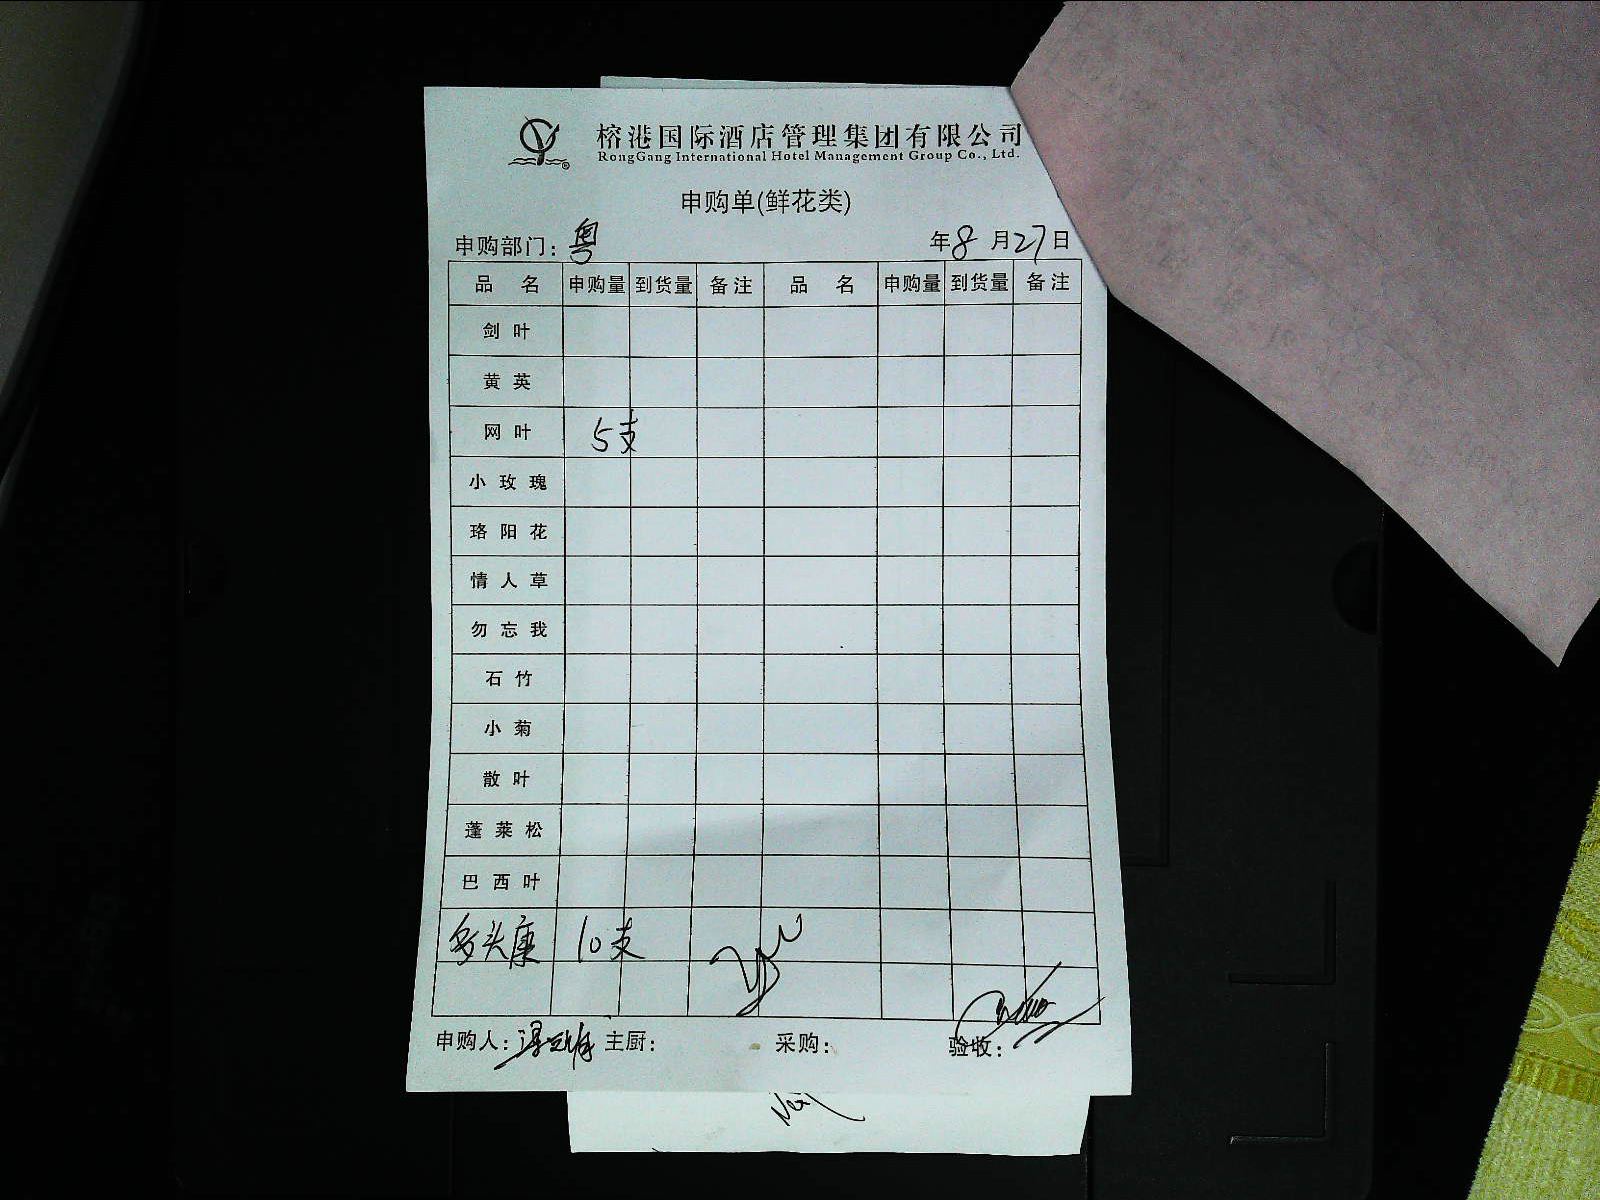 榕港国际酒店管理集团有限公司
RongGang International Hotel Management Group Co., Ltd.
申购单(鲜花类)
申购部门: 粤 年8月27日
品 名 申购量 到货量 备注 品 名 申购量 到货量 备注
剑叶
黄英
网叶 5支
小玫瑰
珞阳花
情人草
勿忘我
石竹
小菊
散叶
蓬莱松
巴西叶
多头康 10支
申购人: 主厨: 采购: 验收: